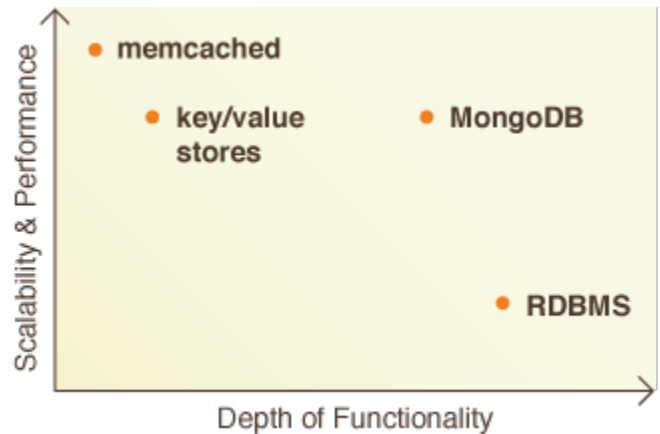 memcached
key/value
stores
MongoDB
RDBMS
Scalability & Performance
Depth of Functionality